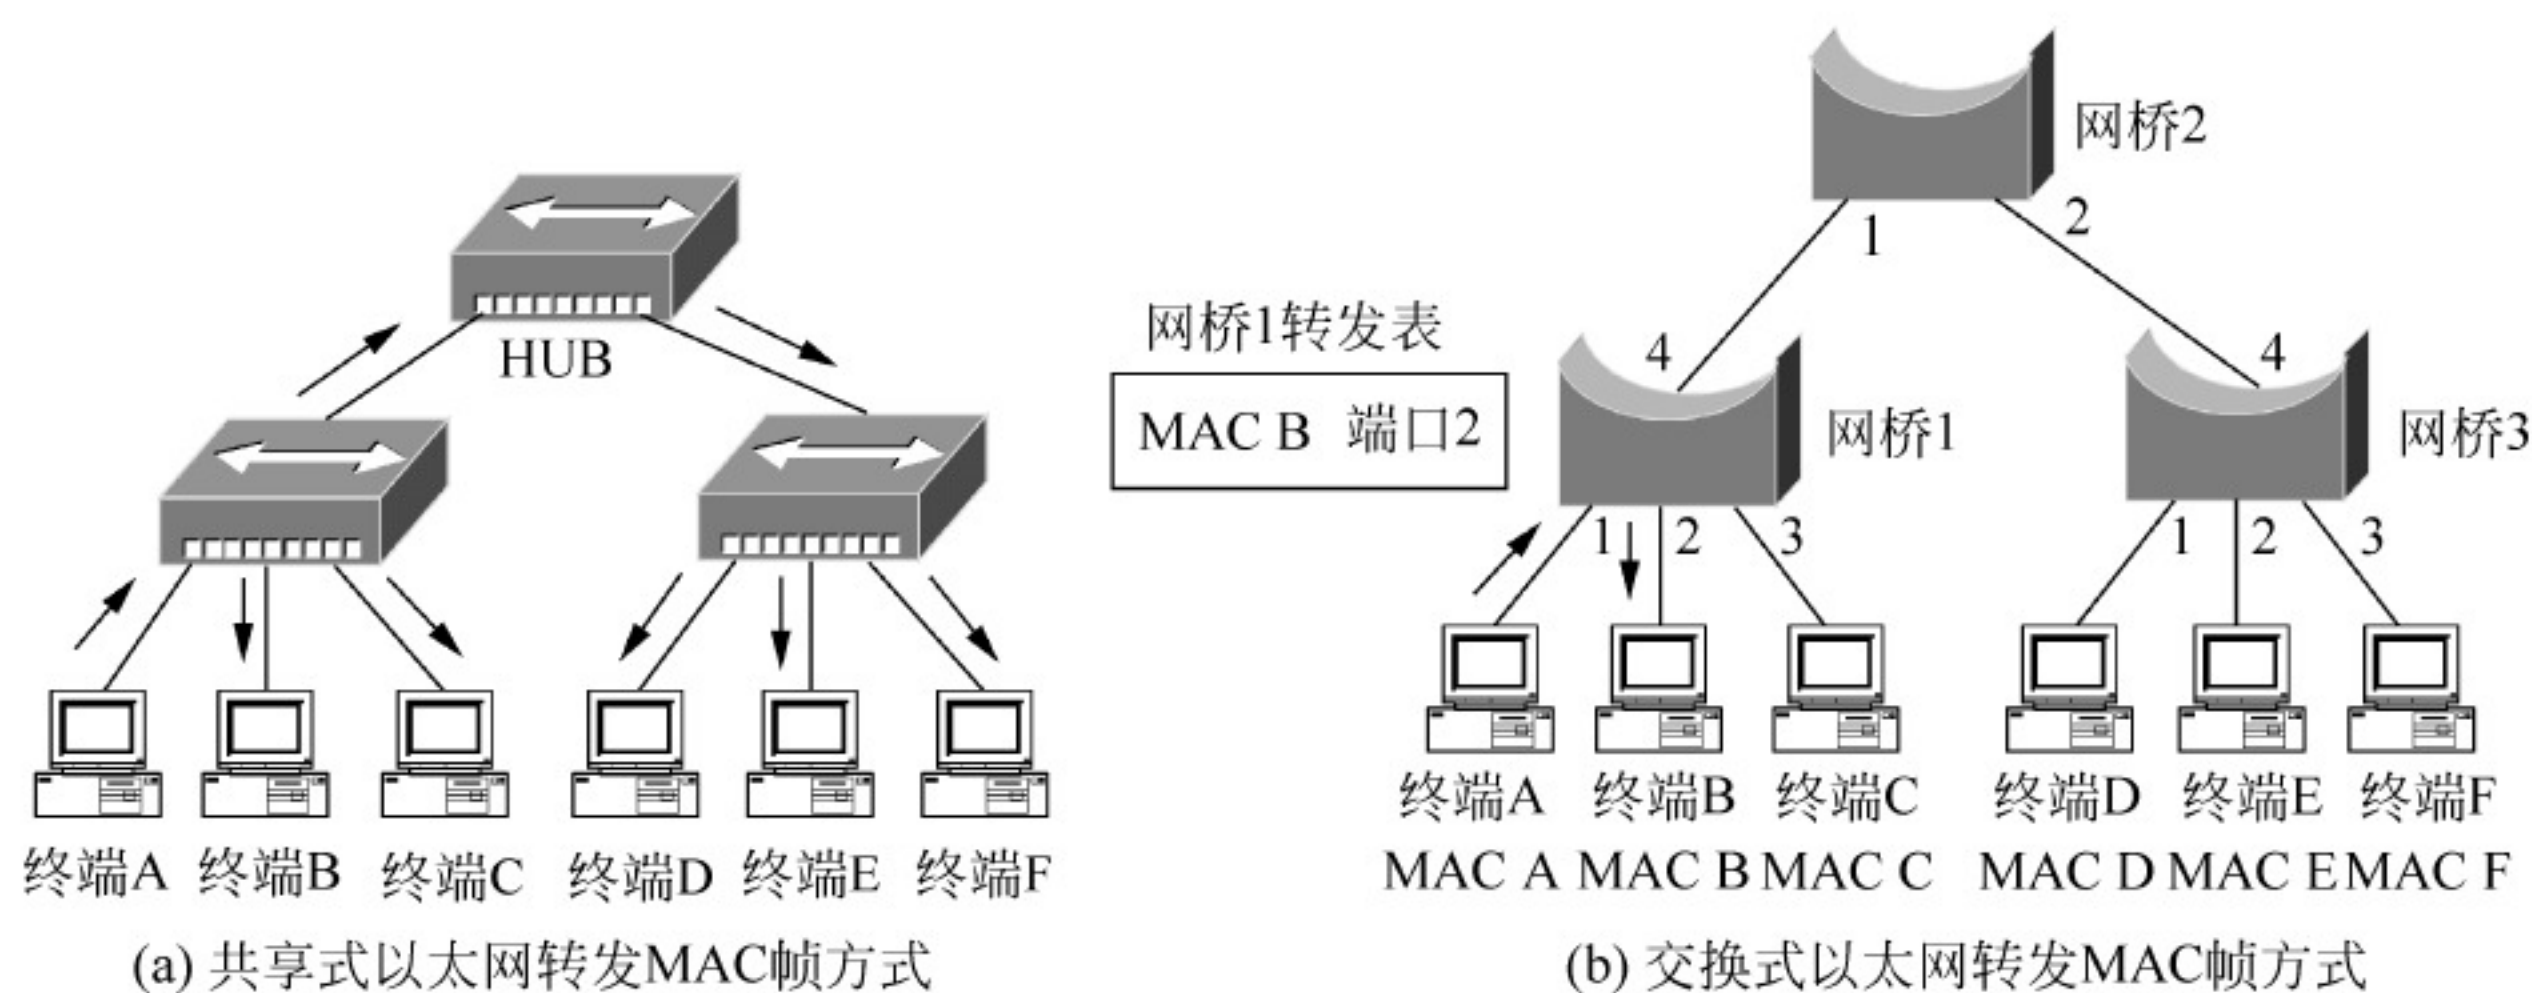 HUB
终端A 终端B 终端C 终端D 终端E 终端F
(a) 共享式以太网转发MAC帧方式
网桥2
1 2
网桥1转发表
MAC B 端口2
4 4
网桥1 网桥3
1 2 3 1 2 3
终端A 终端B 终端C 终端D 终端E 终端F
MAC A MAC B MAC C MAC D MAC E MAC F
(b) 交换式以太网转发MAC帧方式